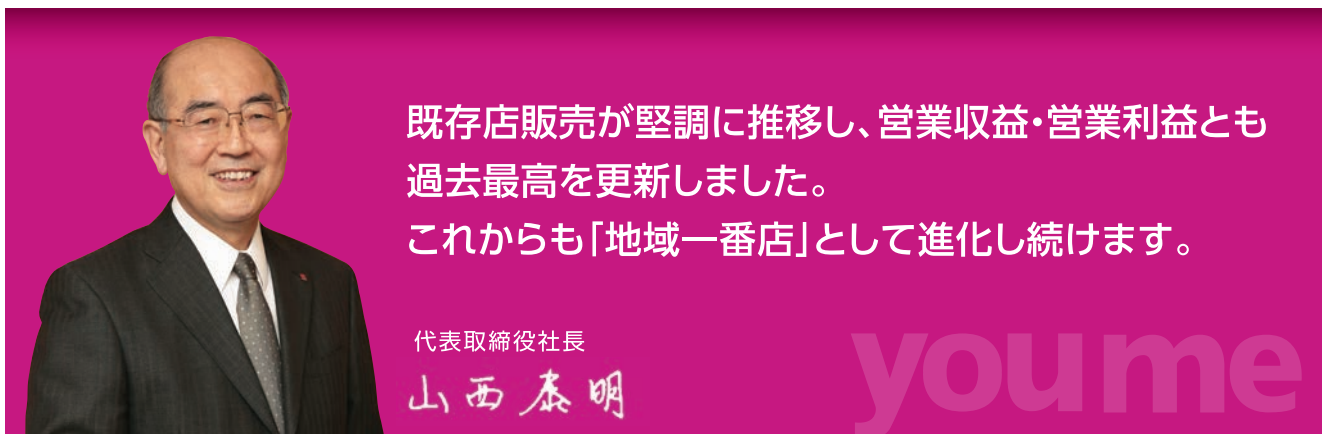 既存店販売が堅調に推移し、営業収益・営業利益とも
過去最高を更新しました。
これからも「地域一番店」として進化し続けます。
代表取締役社長
山西泰明
youme